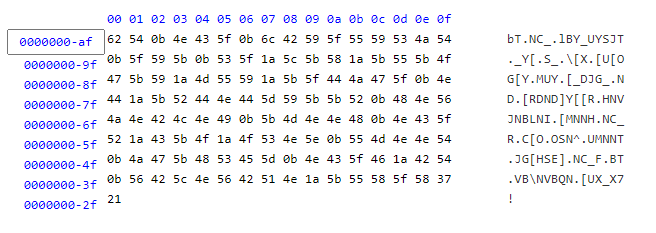 00 01 02 03 04 05 06 07 08 09 0a 0b 0c 0d 0e 0f
0000000-af 62 54 0b 4e 43 5f 0b 6c 42 59 5f 55 59 53 4a 54 bT.NC_.lBY_UYSJT
0000000-9f 0b 5f 59 5b 0b 53 5f 1a 5c 5b 58 1a 5b 55 5b 4f ._Y[.S_.\[X.[U[O
0000000-8f 47 5b 59 1a 4d 55 59 1a 5b 5f 44 4a 47 5f 0b 4e G[Y.MUY.[_DJG_.N
0000000-7f 44 1a 5b 52 44 4e 44 5d 59 5b 5b 52 0b 48 4e 56 D.[RDND]Y[[R.HNV
0000000-6f 4a 4e 42 4c 4e 49 0b 5b 4d 4e 4e 48 0b 4e 43 5f JNBLNI.[MNNH.NC_
0000000-5f 52 1a 43 5b 4f 1a 4f 53 4e 5e 0b 55 4d 4e 4e 54 R.C[O.OSN^.UMNNT
0000000-4f 0b 4a 47 5b 48 53 45 5d 0b 4e 43 5f 46 1a 42 54 .JG[HSE].NC_F.BT
0000000-3f 0b 56 42 5c 4e 56 42 51 4e 1a 5b 55 58 5f 58 37 .VB\NVBQN.[UX_X7
0000000-2f 21 !